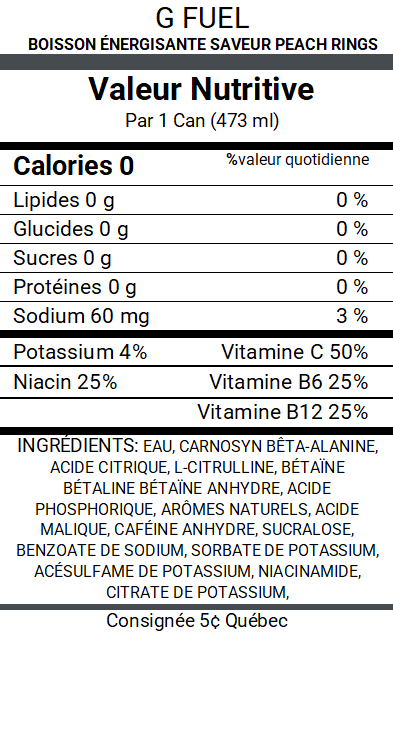 G FUEL
BOISSON ÉNERGISANTE SAVEUR PEACH RINGS
Valeur Nutritive
Par 1 Can (473 ml)
Calories 0 %valeur quotidienne
Lipides 0 g 0 %
Glucides 0 g 0 %
Sucres 0 g 0 %
Protéines 0 g 0 %
Sodium 60 mg 3 %
Potassium 4% Vitamine C 50%
Niacin 25% Vitamine B6 25%
Vitamine B12 25%
INGRÉDIENTS: EAU, CARNOSYN BÊTA-ALANINE,
ACIDE CITRIQUE, L-CITRULLINE, BÉTAÏNE
BÉTALINE BÉTAÏNE ANHYDRE, ACIDE
PHOSPHORIQUE, ARÔMES NATURELS, ACIDE
MALIQUE, CAFÉINE ANHYDRE, SUCRALOSE,
BENZOATE DE SODIUM, SORBATE DE POTASSIUM,
ACÉSULFAME DE POTASSIUM, NIACINAMIDE,
CITRATE DE POTASSIUM,
Consignée 5¢ Québec